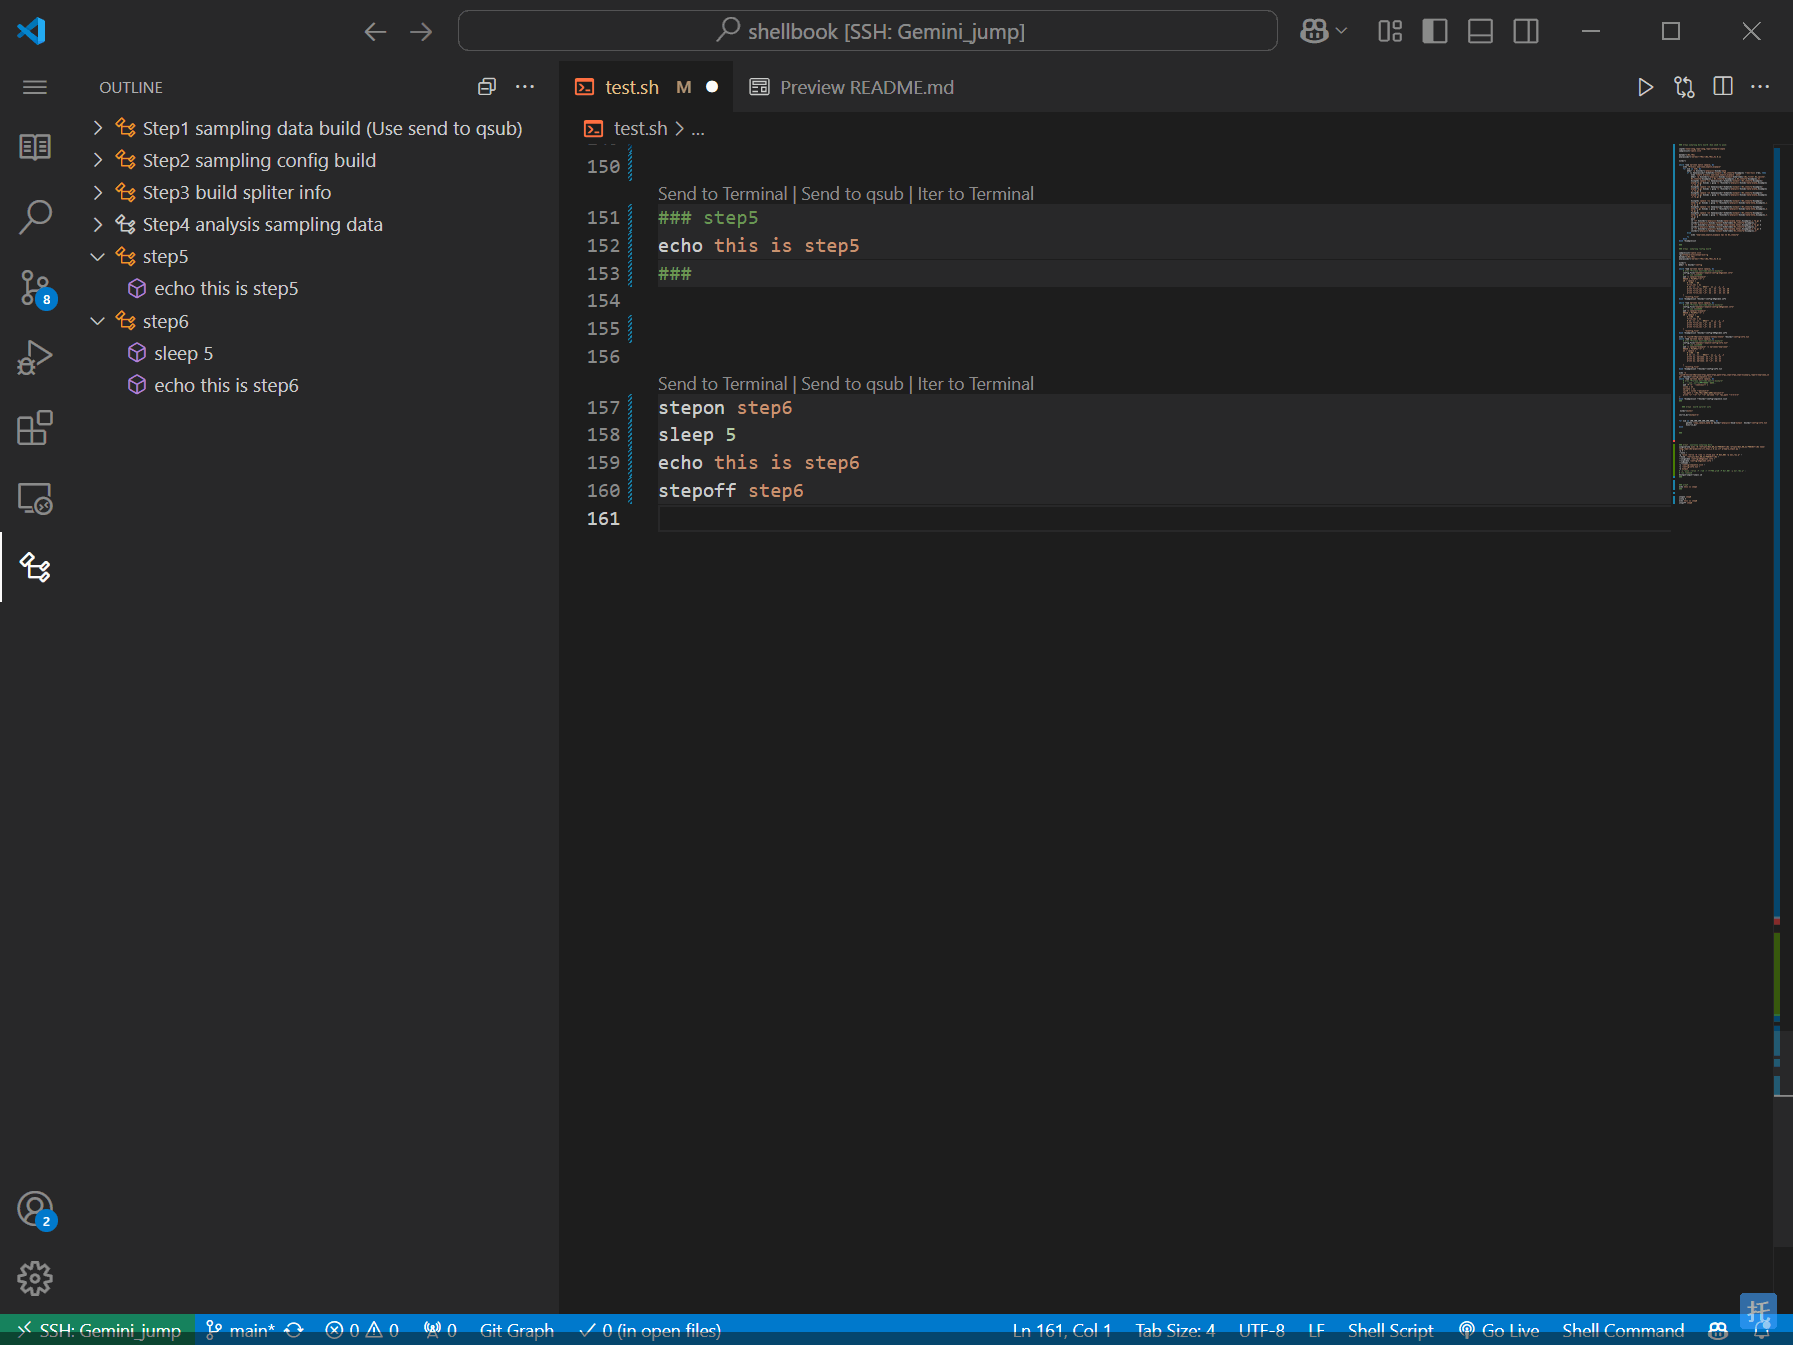 shellbook [SSH: Gemini_jump]
OUTLINE
Step1 sampling data build (Use send to qsub)
Step2 sampling config build
Step3 build spliter info
Step4 analysis sampling data
step5
echo this is step5
step6
sleep 5
echo this is step6
8
2
test.sh M
Preview README.md
test.sh > ...
150
Send to Terminal | Send to qsub | Iter to Terminal
151 ### step5
152 echo this is step5
153 ###
154
155
156
Send to Terminal | Send to qsub | Iter to Terminal
157 stepon step6
158 sleep 5
159 echo this is step6
160 stepoff step6
161
托
SSH: Gemini_jump main* 0 0 0 Git Graph 0 (in open files) Ln 161, Col 1 Tab Size: 4 UTF-8 LF Shell Script Go Live Shell Command